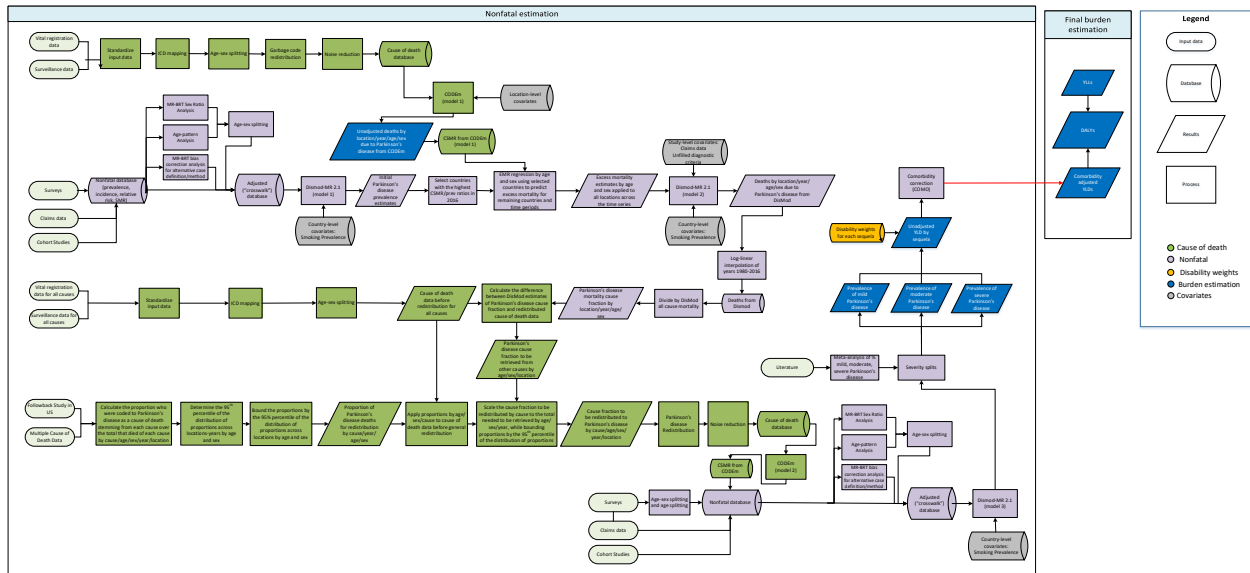 Nonfatal estimation
Final burden
estimation
Legend
Input data
Database
Results
Process
Cause of death
Nonfatal
Disability weights
Burden estimation
Covariates
Vital registration
data
Surveillance data
Standardize
input data
ICD mapping
Age-sex splitting
Garbage code
redistribution
Noise reduction
Cause of death
database
CODEm
(model 1)
Location-level
covariates
Unadjusted deaths by
location/year/age/sex
due to Parkinson's
disease from CODEm
CSMR from CODEm
(model 1)
MR-BRT Sex Ratio
Analysis
Age-pattern
Analysis
MR-BRT bias
correction analysis
for alternative case
definition/method
Age-sex splitting
Surveys
Claims data
Cohort Studies
Nonfatal database
(prevalence,
incidence, relative
risk, SMR)
Adjusted
("crosswalk")
database
Dismod-MR 2.1
(model 1)
Country-level
covariates:
Smoking Prevalence
Initial
Parkinson's
disease
prevalence
estimates
Select countries
with the highest
CSMR/prev ratios in
2016
EMR regression by age
and sex using selected
countries to predict
excess mortality for
remaining countries and
time periods
Excess mortality
estimates by age and
sex applied to all
locations across the
time series
Study-level covariates:
Claims data
Unfilled diagnostic
criteria
Dismod-MR 2.1
(model 2)
Country-level
covariates:
Smoking Prevalence
Deaths by location/year,
age/sex due to
Parkinson's disease from
DisMod
Log-linear
interpolation of
years 1980-2016
Deaths from
Dismod
Divide by DisMod
all cause mortality
Parkinson's disease
mortality cause
fraction by
location/year/age/
sex
Calculate the difference
between DisMod estimates
of Parkinson's disease cause
fraction and redistributed
cause of death data
Cause of death
data before
redistribution for
all causes
Vital registration
data for all causes
Surveillance data for
all causes
Standardize
input data
ICD mapping
Age-sex splitting
Parkinson's
disease cause
fraction to be
retrieved from
other causes by
age/sex/location
Followback Study in
US
Multiple Cause of
Death Data
Calculate the proportion who
were coded to Parkinson's
disease as a cause of death
stemming from each cause over
the total that died of each cause
by cause/age/sex/year/location
Determine the 95th
percentile of the
distribution of
proportions across
locations-years by age
and sex
Bound the proportions by
the 95% percentile of the
distribution of
proportions across
locations by age and sex
Proportion of
Parkinson's
disease deaths
for redistribution
by cause/year/
age/sex
Apply proportions by age/
sex/cause to cause of
death data before general
redistribution
Scale the cause fraction to be
redistributed by cause to the total
needed to be retrieved by age/
sex/year, while bounding
proportions by the 95th percentile
of the distribution of proportions
Cause fraction to
be redistributed to
Parkinson's disease
by cause/age/sex/
year/location
Parkinson's
disease
Redistribution
Noise reduction
Cause of death
database
CODEm
(model 2)
CSMR from
CODEm
Surveys
Claims data
Cohort Studies
Age-sex splitting
and age splitting
Nonfatal database
MR-BRT Sex Ratio
Analysis
Age-pattern
Analysis
MR-BRT bias
correction analysis
for alternative case
definition/method
Age-sex splitting
Adjusted
("crosswalk")
database
Dismod-MR 2.1
(model 3)
Country-level
covariates:
Smoking Prevalence
Literature
Meta-analysis of %
mild, moderate,
severe Parkinson's
disease
Severity splits
Prevalence
of mild
Parkinson's
disease
Prevalence
of moderate
Parkinson's
disease
Prevalence of
severe
Parkinson's
disease
Disability weights
for each sequela
Unadjusted
YLD by
sequela
Comorbidity
correction
(COMO)
YLLs
DALYs
Comorbidity
adjusted
YLDs